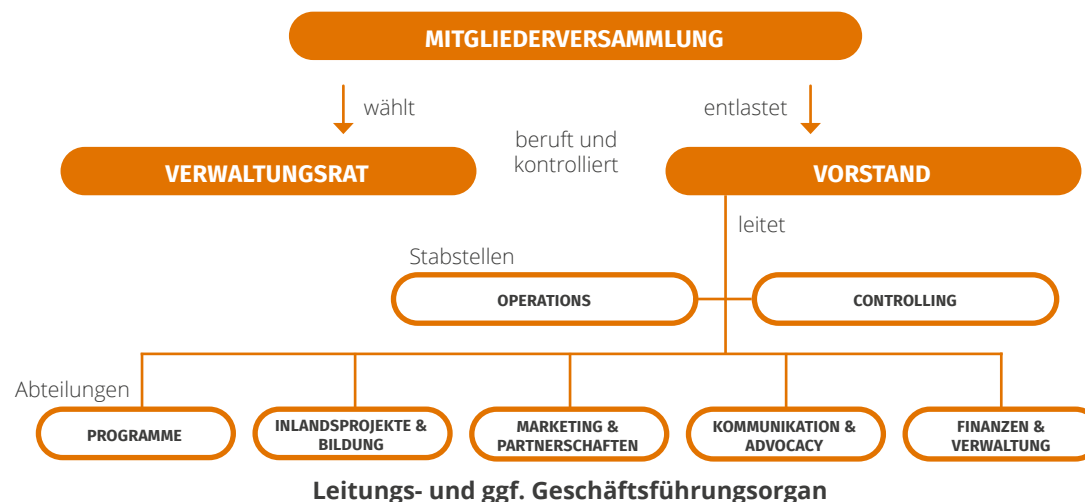 MITGLIEDERVERSAMMLUNG
wählt
entlastet
beruft und
kontrolliert
VERWALTUNGSRAT
VORSTAND
leitet
Stabstellen
OPERATIONS
CONTROLLING
Abteilungen
PROGRAMME
INLANDSPROJEKTE &
BILDUNG
MARKETING &
PARTNERSCHAFTEN
KOMMUNIKATION &
ADVOCACY
FINANZEN &
VERWALTUNG
Leitungs- und ggf. Geschäftsführungsorgan